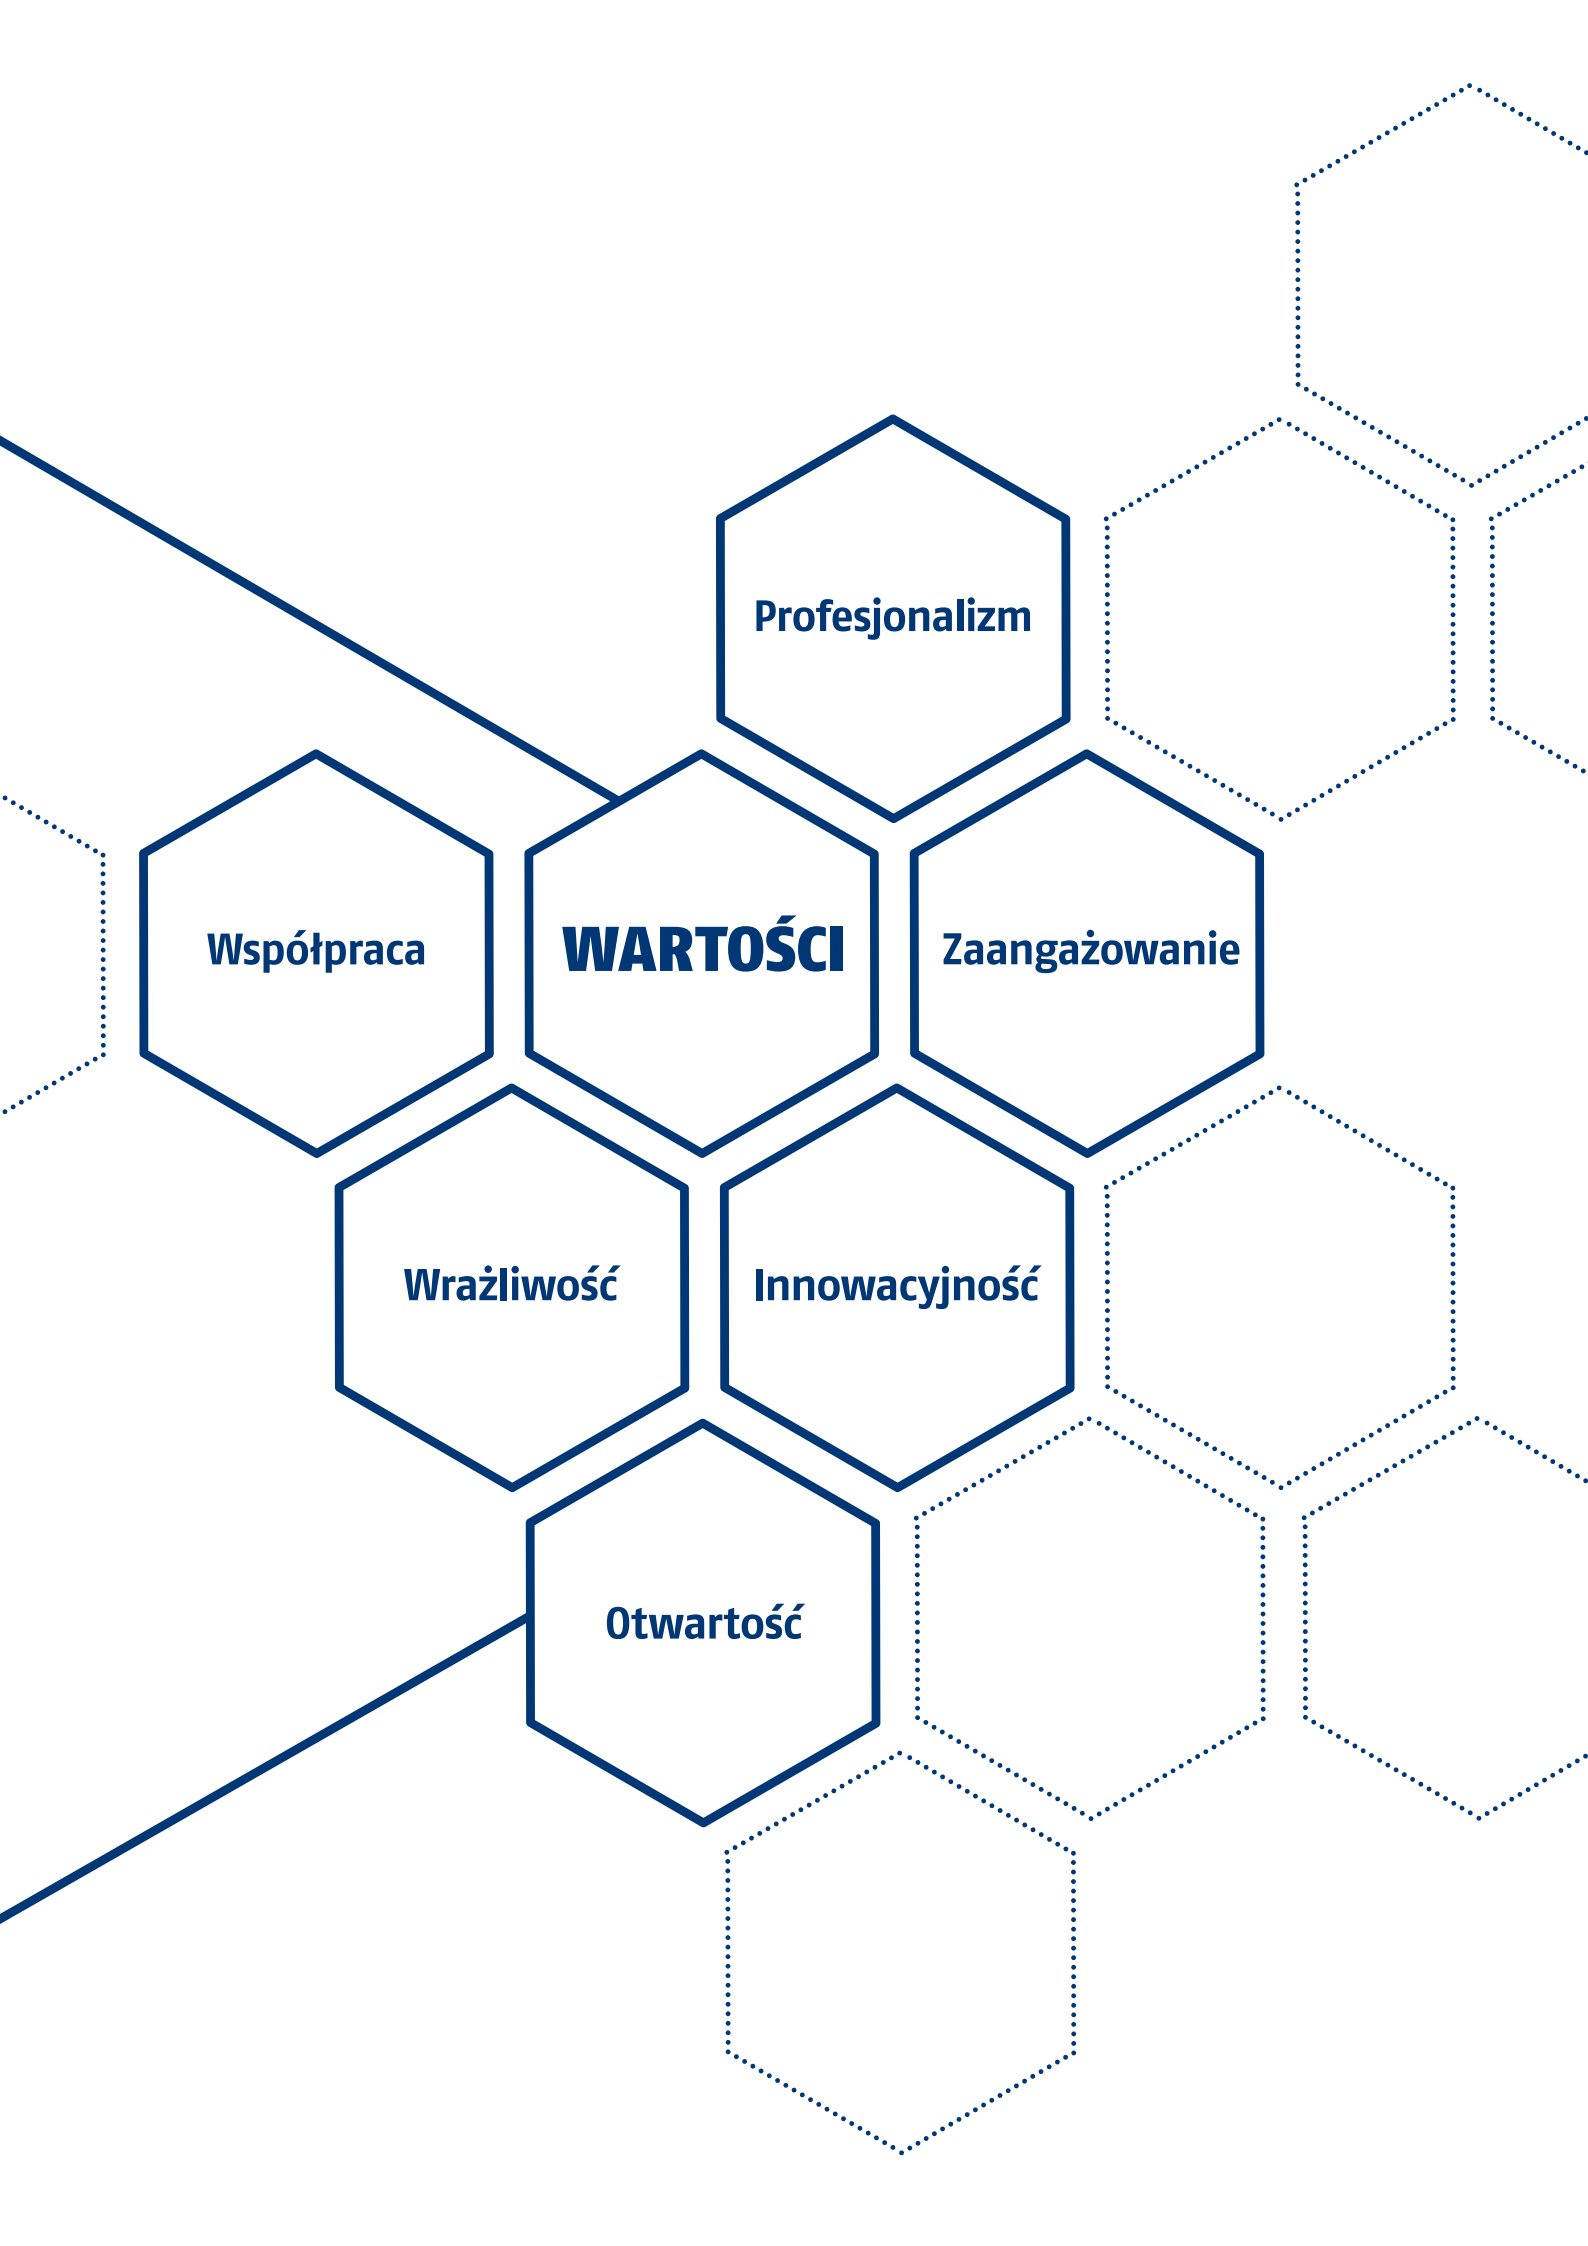 Profesjonalizm
Współpraca
WARTOŚCI
Zaangażowanie
Wrażliwość
Innowacyjność
Otwartość